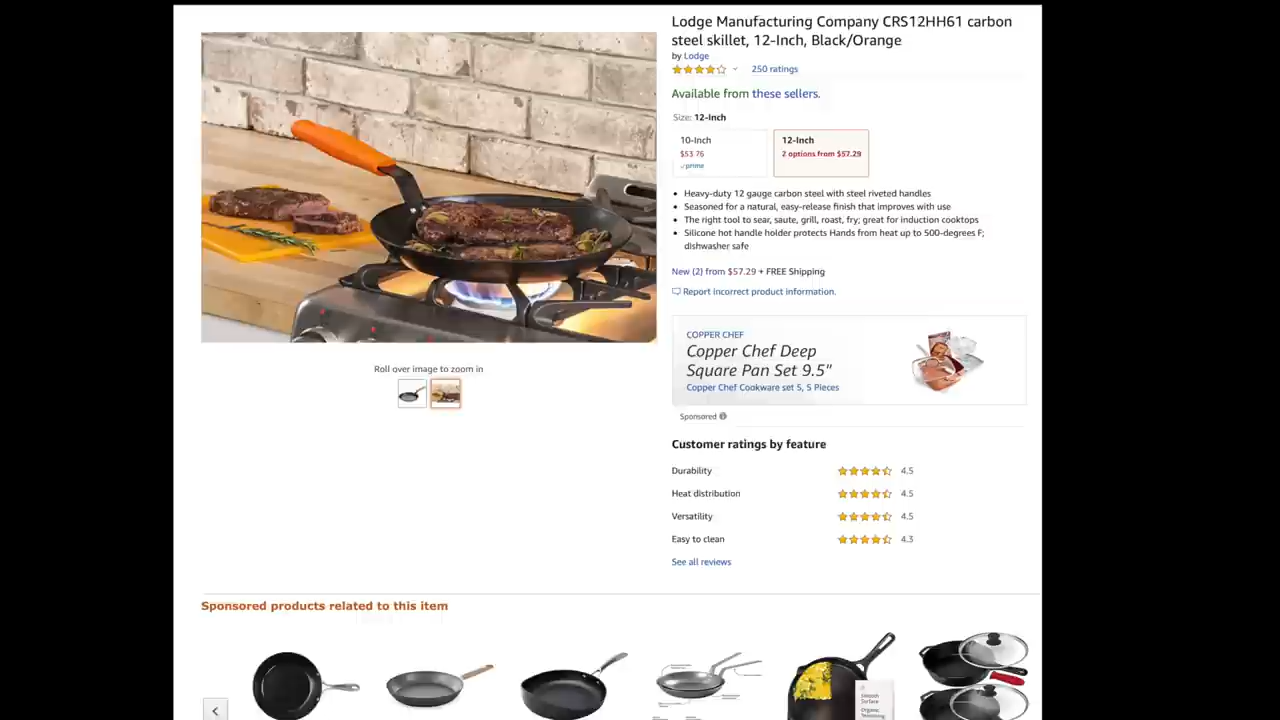 Lodge Manufacturing Company CRS12HH61 carbon
steel skillet, 12-Inch, Black/Orange
by Lodge
250 ratings
Available from these sellers.
Size: 12-Inch
10-Inch
$53.76
prime
12-Inch
2 options from $57.29
Heavy-duty 12 gauge carbon steel with steel riveted handles
Seasoned for a natural, easy-release finish that improves with use
The right tool to sear, saute, grill, roast, fry; great for induction cooktops
Silicone hot handle holder protects Hands from heat up to 500-degrees F;
dishwasher safe
New (2) from $57.29 + FREE Shipping
Report incorrect product information.
Roll over image to zoom in
COPPER CHEF
Copper Chef Deep
Square Pan Set 9.5"
Copper Chef Cookware set 5, 5 Pieces
Sponsored
Customer ratings by feature
Durability 4.5
Heat distribution 4.5
Versatility 4.5
Easy to clean 4.3
See all reviews
Sponsored products related to this item
Smooth
Surface
Organic